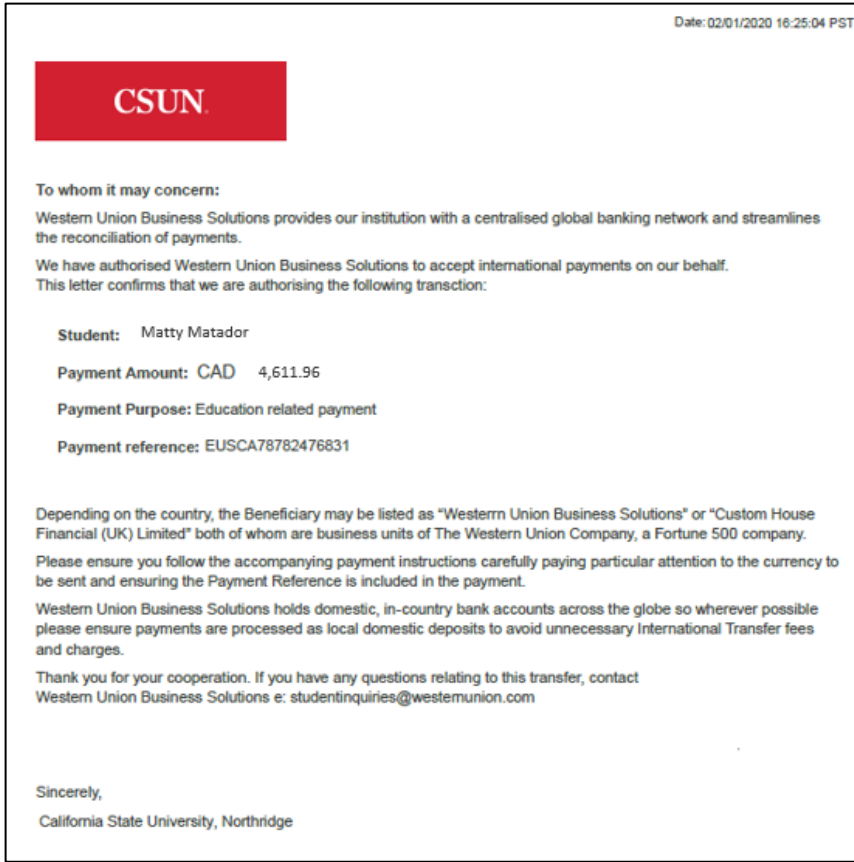 Date: 02/01/2020 16:25:04 PST
CSUN.
To whom it may concern:
Western Union Business Solutions provides our institution with a centralised global banking network and streamlines
the reconciliation of payments.
We have authorised Western Union Business Solutions to accept international payments on our behalf.
This letter confirms that we are authorising the following transction:
Student: Matty Matador
Payment Amount: CAD 4,611.96
Payment Purpose: Education related payment
Payment reference: EUSCA78782476831
Depending on the country, the Beneficiary may be listed as “Westerrn Union Business Solutions” or “Custom House
Financial (UK) Limited” both of whom are business units of The Western Union Company, a Fortune 500 company.
Please ensure you follow the accompanying payment instructions carefully paying particular attention to the currency to
be sent and ensuring the Payment Reference is included in the payment.
Western Union Business Solutions holds domestic, in-country bank accounts across the globe so wherever possible
please ensure payments are processed as local domestic deposits to avoid unnecessary International Transfer fees
and charges.
Thank you for your cooperation. If you have any questions relating to this transfer, contact
Western Union Business Solutions e: studentinquiries@westernunion.com
Sincerely,
California State University, Northridge